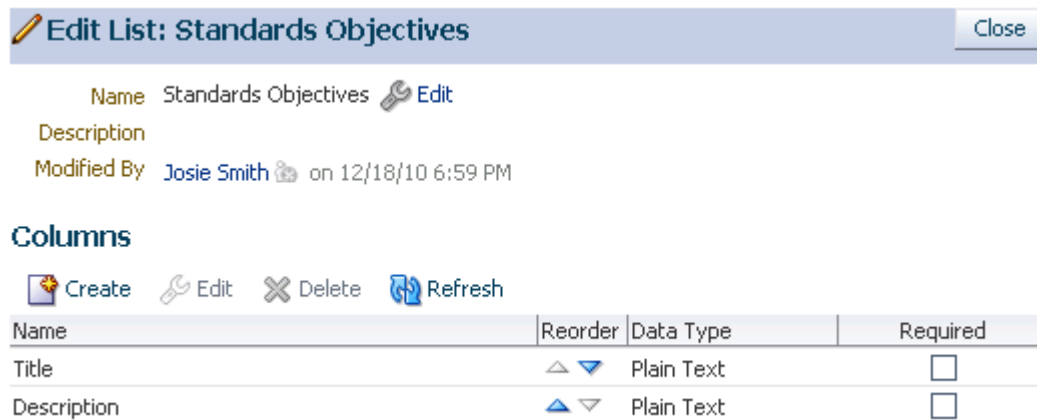 Edit List: Standards Objectives Close
Name Standards Objectives Edit
Description
Modified By Josie Smith on 12/18/10 6:59 PM
Columns
Create Edit Delete Refresh
Name Reorder Data Type Required
Title Plain Text
Description Plain Text